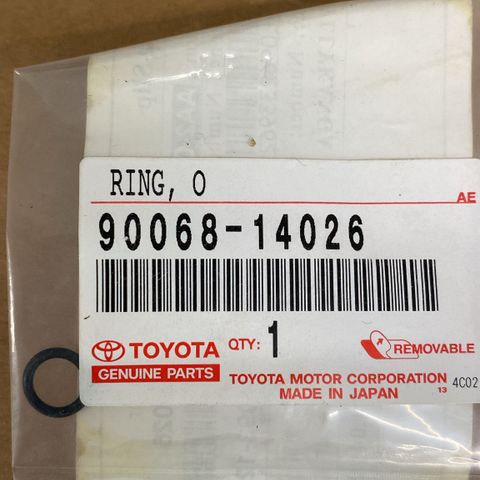 RING, O
AE
90068-14026
TOYOTA
GENUINE PARTS
QTY: 1
REMOVABLE
TOYOTA MOTOR CORPORATION
MADE IN JAPAN
13
4C02